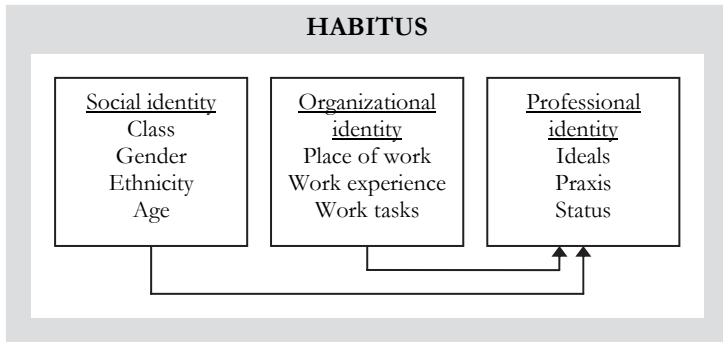 HABITUS
Social identity
Class
Gender
Ethnicity
Age
Organizational
identity
Place of work
Work experience
Work tasks
Professional
identity
Ideals
Praxis
Status